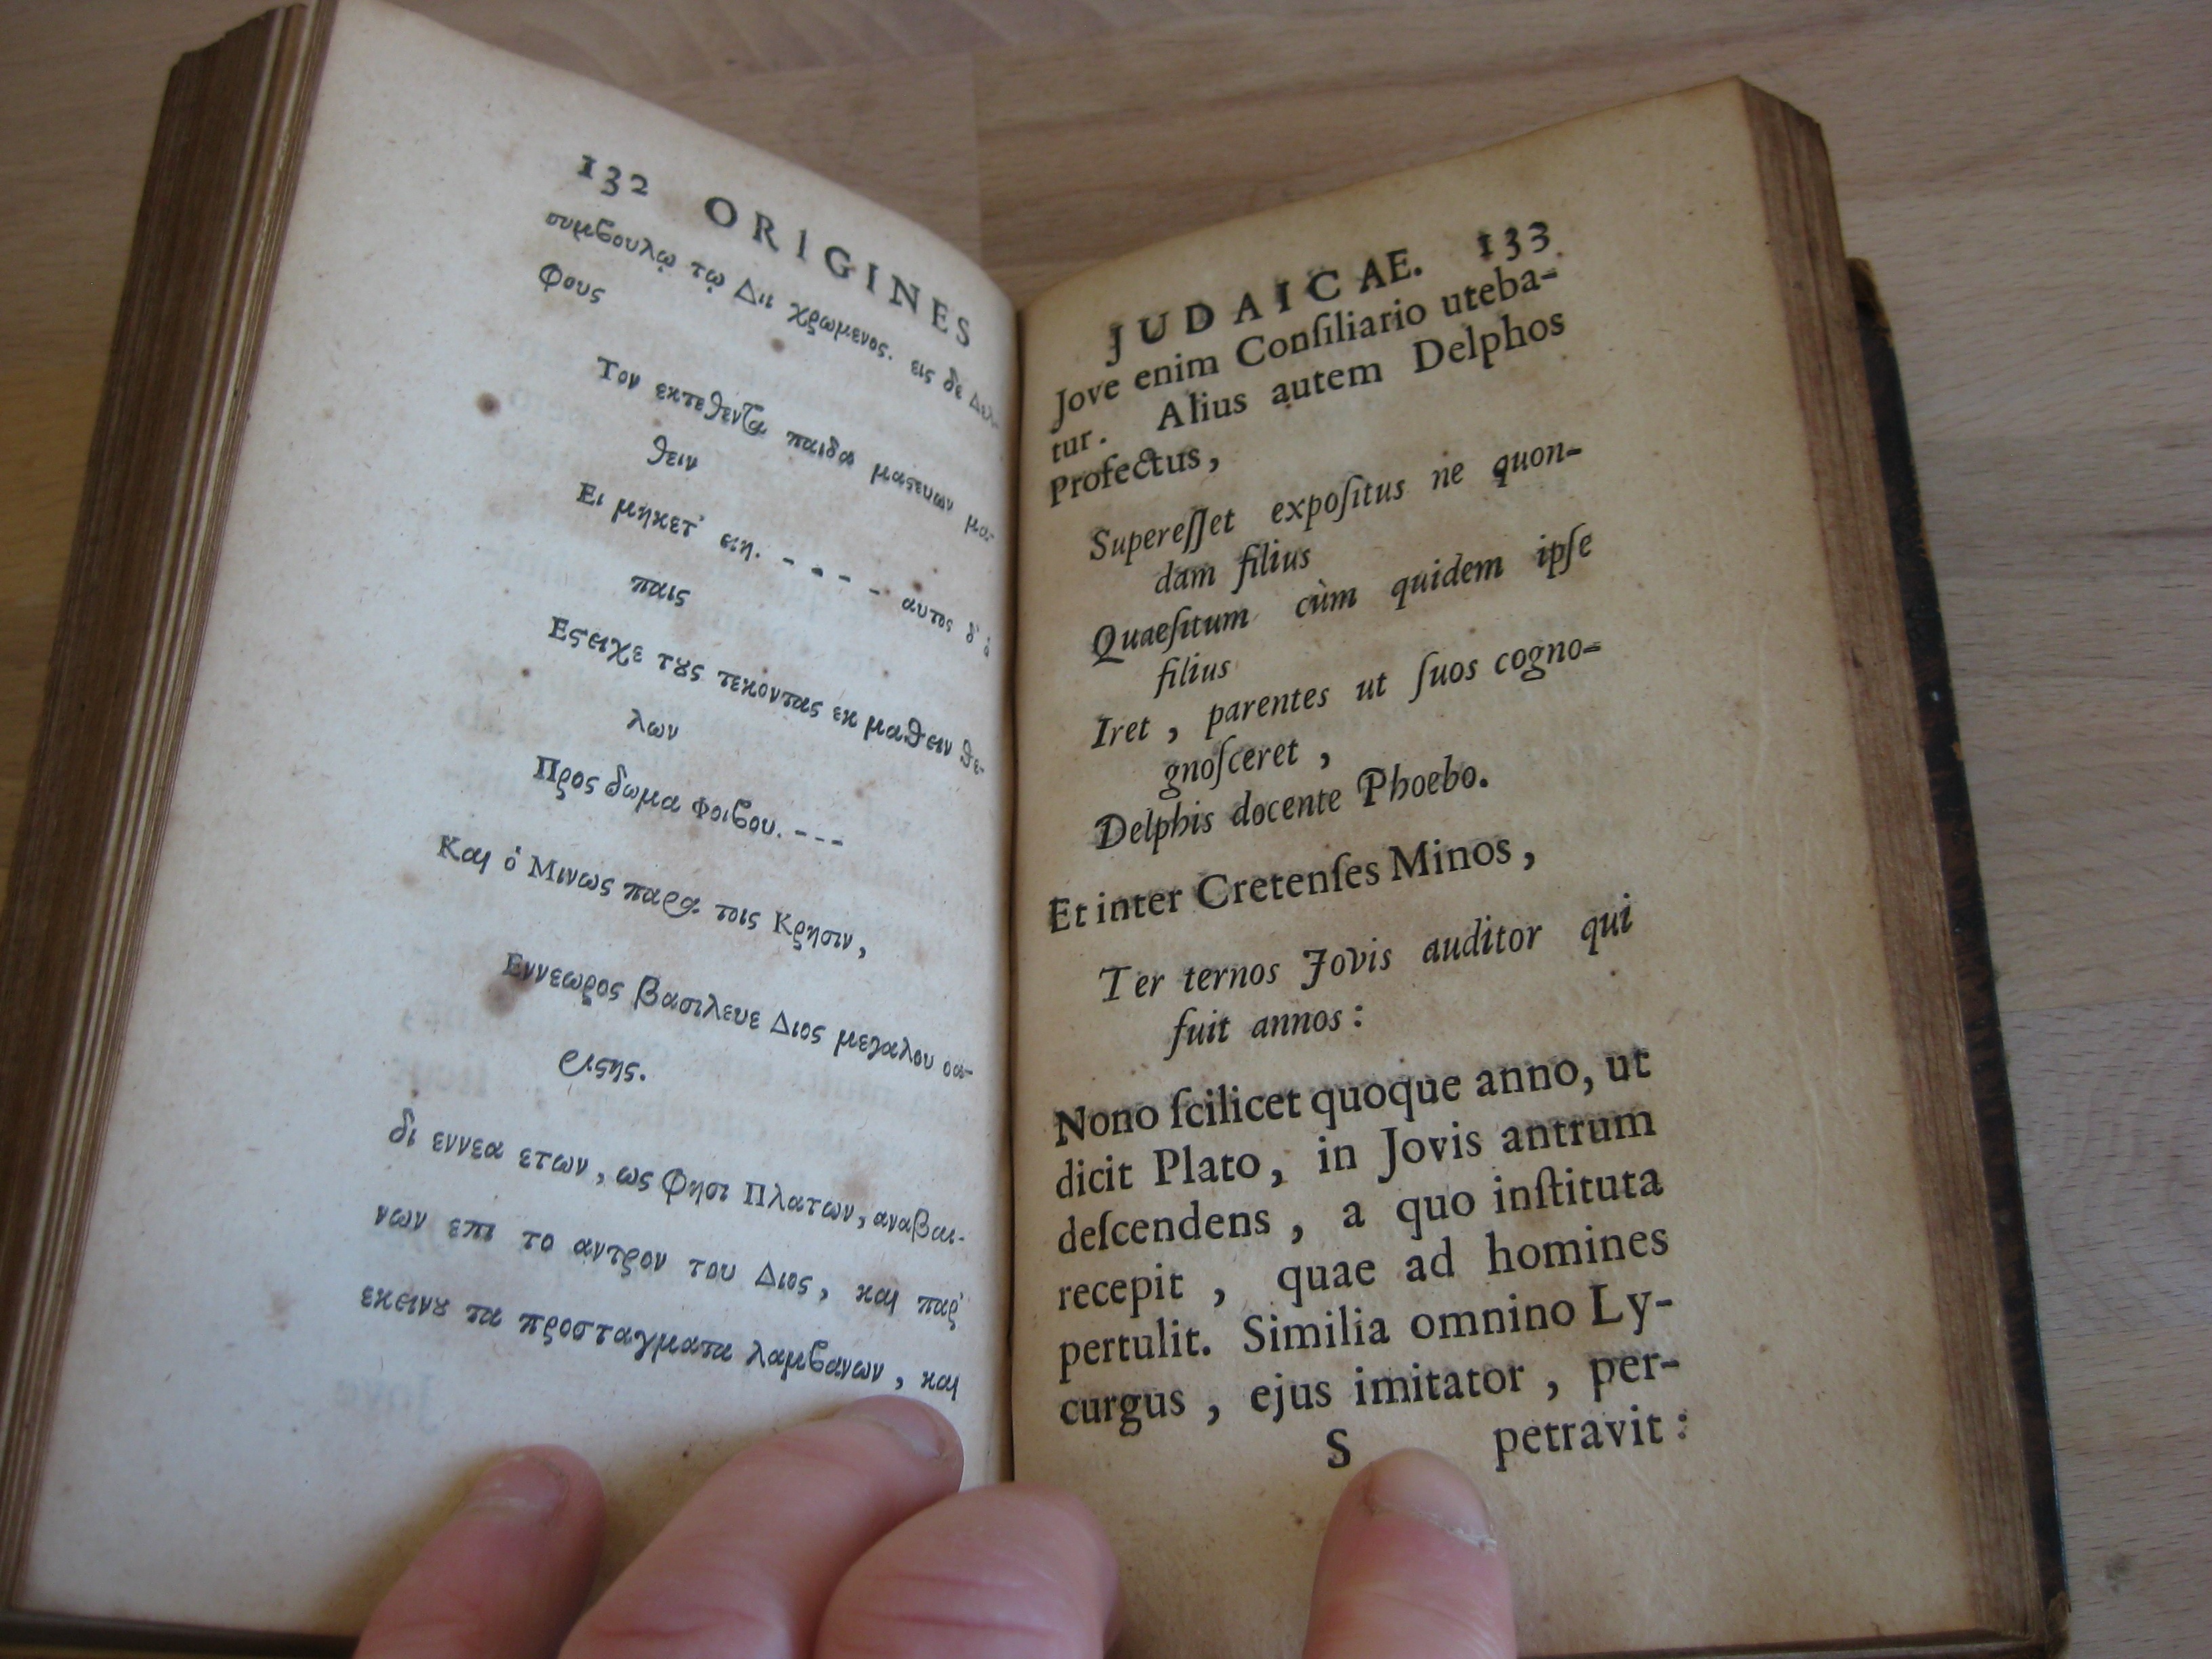 132 ORIGINES
συμβουλῳ τῳ Διι χρωμενος. εις δε Δελ-
φους
Τον εκτεθεντα παιδα μαστευων μα-
θειν
Ει μηκετ' ειη. - - - - - αυτος δ' ὁ
παις
Εστειχε τους τεκοντας εκμαθειν θε-
λων
Προς δωμα Φοιβου. - - -
Και ὁ Μινως παρα τοις Κρησιν,
Εννεωρος βασιλευε Διος μεγαλου οα-
ριστης.
δι εννεα ετων, ως φησι Πλατων, αναβαι-
νων επι το αντρον του Διος, και παρ'
εκεινου τα προσταγματα λαμβανων, και
JUDAICAE. 133
Jove enim Conſiliario uteba-
tur. Alius autem Delphos
Profectus,
Супereſſet expoſitus ne quon-
dam filius
Quaeſitum cùm quidem ipſe
filius
Iret, parentes ut ſuos cogno-
gnoſceret,
Delphis docente Phoebo.
Et inter Cretenſes Minos,
Ter ternos Jovis auditor qui
fuit annos:
Nono ſcilicet quoque anno, ut
dicit Plato, in Jovis antrum
deſcendens, a quo inſtituta
recepit, quae ad homines
pertulit. Similia omnino Ly-
curgus, ejus imitator, per-
S petravit: